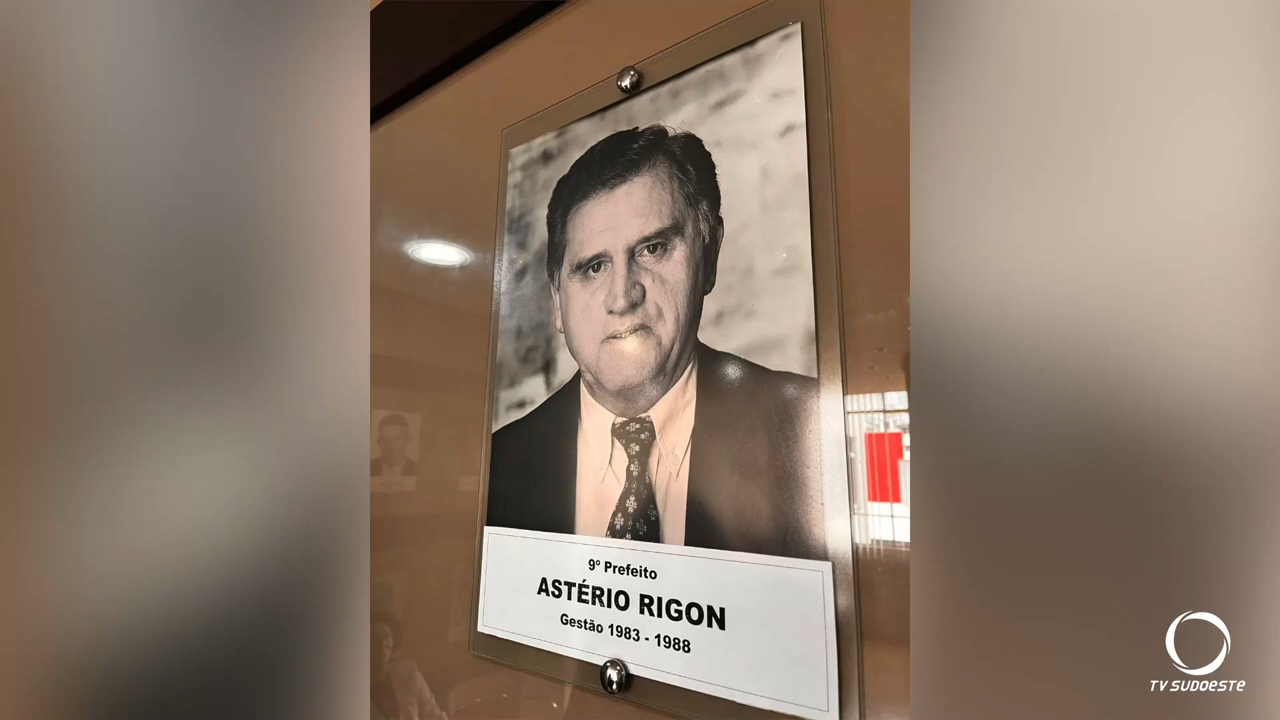 9º Prefeito
ASTÉRIO RIGON
Gestão 1983 - 1988
TV SUDOESTE